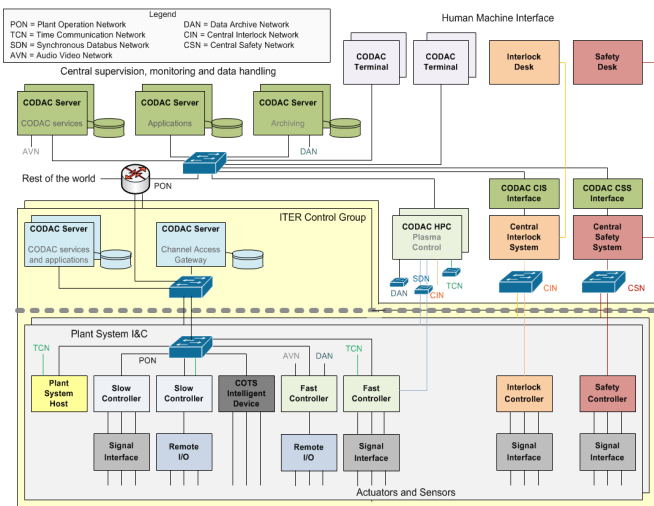 Legend
PON = Plant Operation Network
DAN = Data Archive Network
TCN = Time Communication Network
CIN = Central Interlock Network
SDN = Synchronous Databus Network
CSN = Central Safety Network
AVN = Audio Video Network
Human Machine Interface
CODAC
Terminal
CODAC
Terminal
Interlock
Desk
Safety
Desk
Central supervision, monitoring and data handling
CODAC Server
CODAC services
CODAC Server
Applications
CODAC Server
Archiving
AVN
DAN
Rest of the world
PON
CODAC CIS
Interface
CODAC CSS
Interface
ITER Control Group
CODAC Server
CODAC services
and applications
CODAC Server
Channel Access
Gateway
CODAC HPC
Plasma
Control
Central
Interlock
System
Central
Safety
System
SDN
DAN
CIN
TCN
CIN
CSN
Plant System I&C
TCN
PON
AVN
DAN
TCN
Plant
System
Host
Slow
Controller
Slow
Controller
COTS
Intelligent
Device
Fast
Controller
Fast
Controller
Interlock
Controller
Safety
Controller
Signal
Interface
Remote
I/O
Remote
I/O
Signal
Interface
Signal
Interface
Signal
Interface
Actuators and Sensors